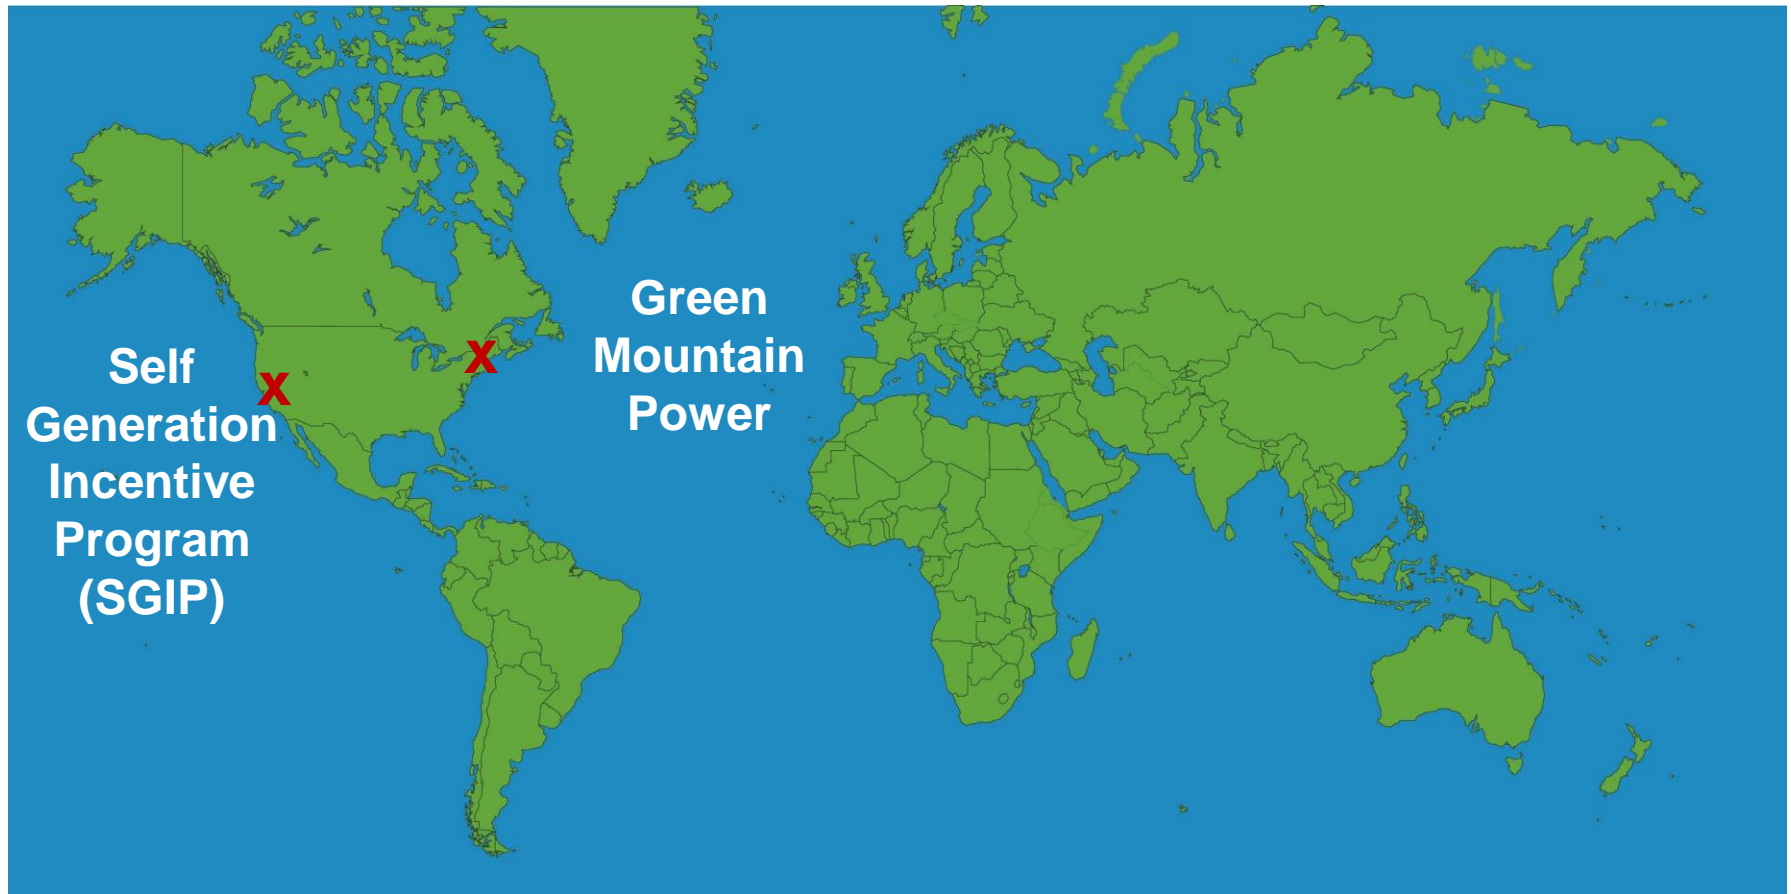 Self
Generation
Incentive
Program
(SGIP)
X
X
Green
Mountain
Power